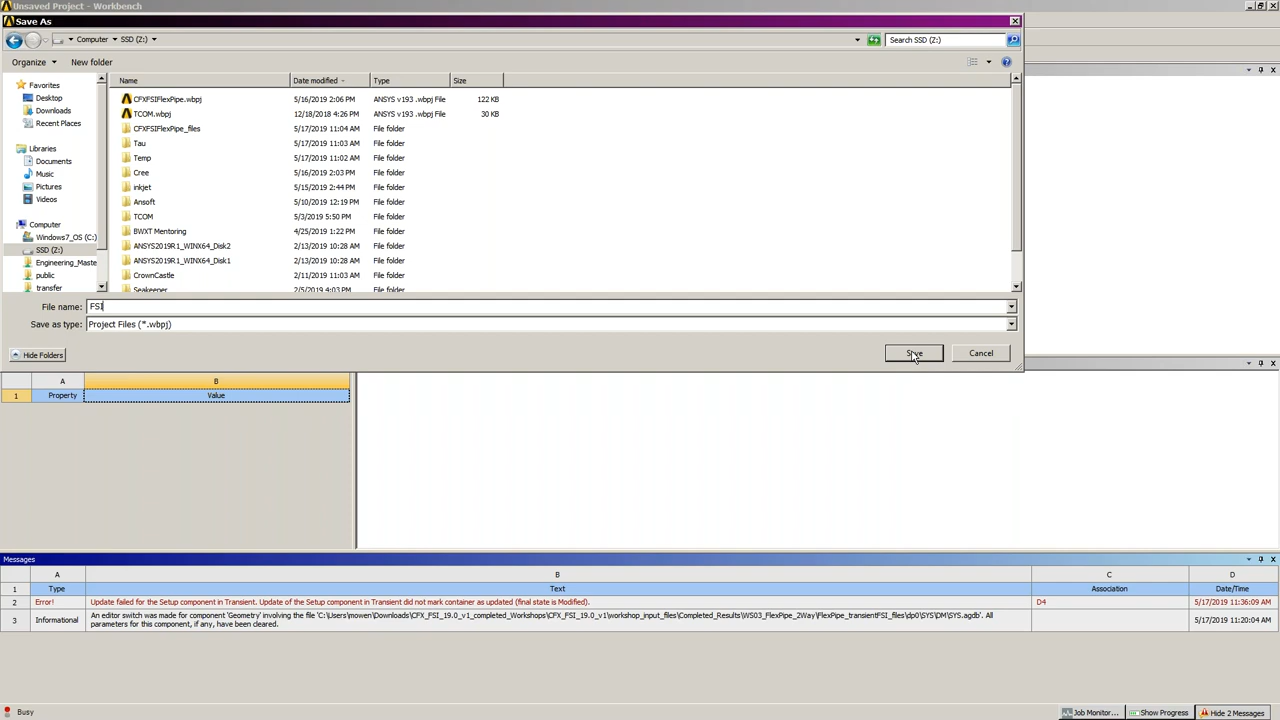 Unsaved Project - Workbench
Save As
Computer SSD (Z:)
Search SSD (Z:)
Organize New folder
Favorites
Desktop
Downloads
Recent Places
Libraries
Documents
Music
Pictures
Videos
Computer
Windows7_OS (C:)
SSD (Z:)
Engineering_Maste
public
transfer
Name Date modified Type Size
CFXFSIFlexPipe.wbpj 5/16/2019 2:06 PM ANSYS v193 .wbpj File 122 KB
TCOM.wbpj 12/18/2018 4:26 PM ANSYS v193 .wbpj File 30 KB
CFXFSIFlexPipe_files 5/17/2019 11:04 AM File folder
Tau 5/17/2019 11:03 AM File folder
Temp 5/17/2019 11:02 AM File folder
Cree 5/16/2019 2:03 PM File folder
inkjet 5/15/2019 2:44 PM File folder
Ansoft 5/10/2019 12:19 PM File folder
TCOM 5/3/2019 5:50 PM File folder
BWXT Mentoring 4/25/2019 1:22 PM File folder
ANSYS2019R1_WINX64_Disk2 2/13/2019 10:28 AM File folder
ANSYS2019R1_WINX64_Disk1 2/13/2019 10:28 AM File folder
CrownCastle 2/11/2019 11:03 AM File folder
Seakeeper 2/5/2019 4:03 PM File folder
File name: FSI
Save as type: Project Files (*.wbpj)
Hide Folders
Save Cancel
A B
1 Property Value
Messages
A B C D
1 Type Text Association Date/Time
2 Error! Update failed for the Setup component in Transient. Update of the Setup component in Transient did not mark container as updated (final state is Modified). D4 5/17/2019 11:36:09 AM
3 Informational An editor switch was made for component 'Geometry' involving the file 'C:\Users\mowen\Downloads\CFX_FSI_19.0_v1_completed_Workshops\CFX_FSI_19.0_v1\workshop_input_files\Completed_Results\WS03_FlexPipe_2Way\FlexPipe_transientFSI_files\dp0\SYS\DM\SYS.agdb'. All
parameters for this component, if any, have been cleared. 5/17/2019 11:20:04 AM
Busy
Job Monitor... Show Progress Hide 2 Messages